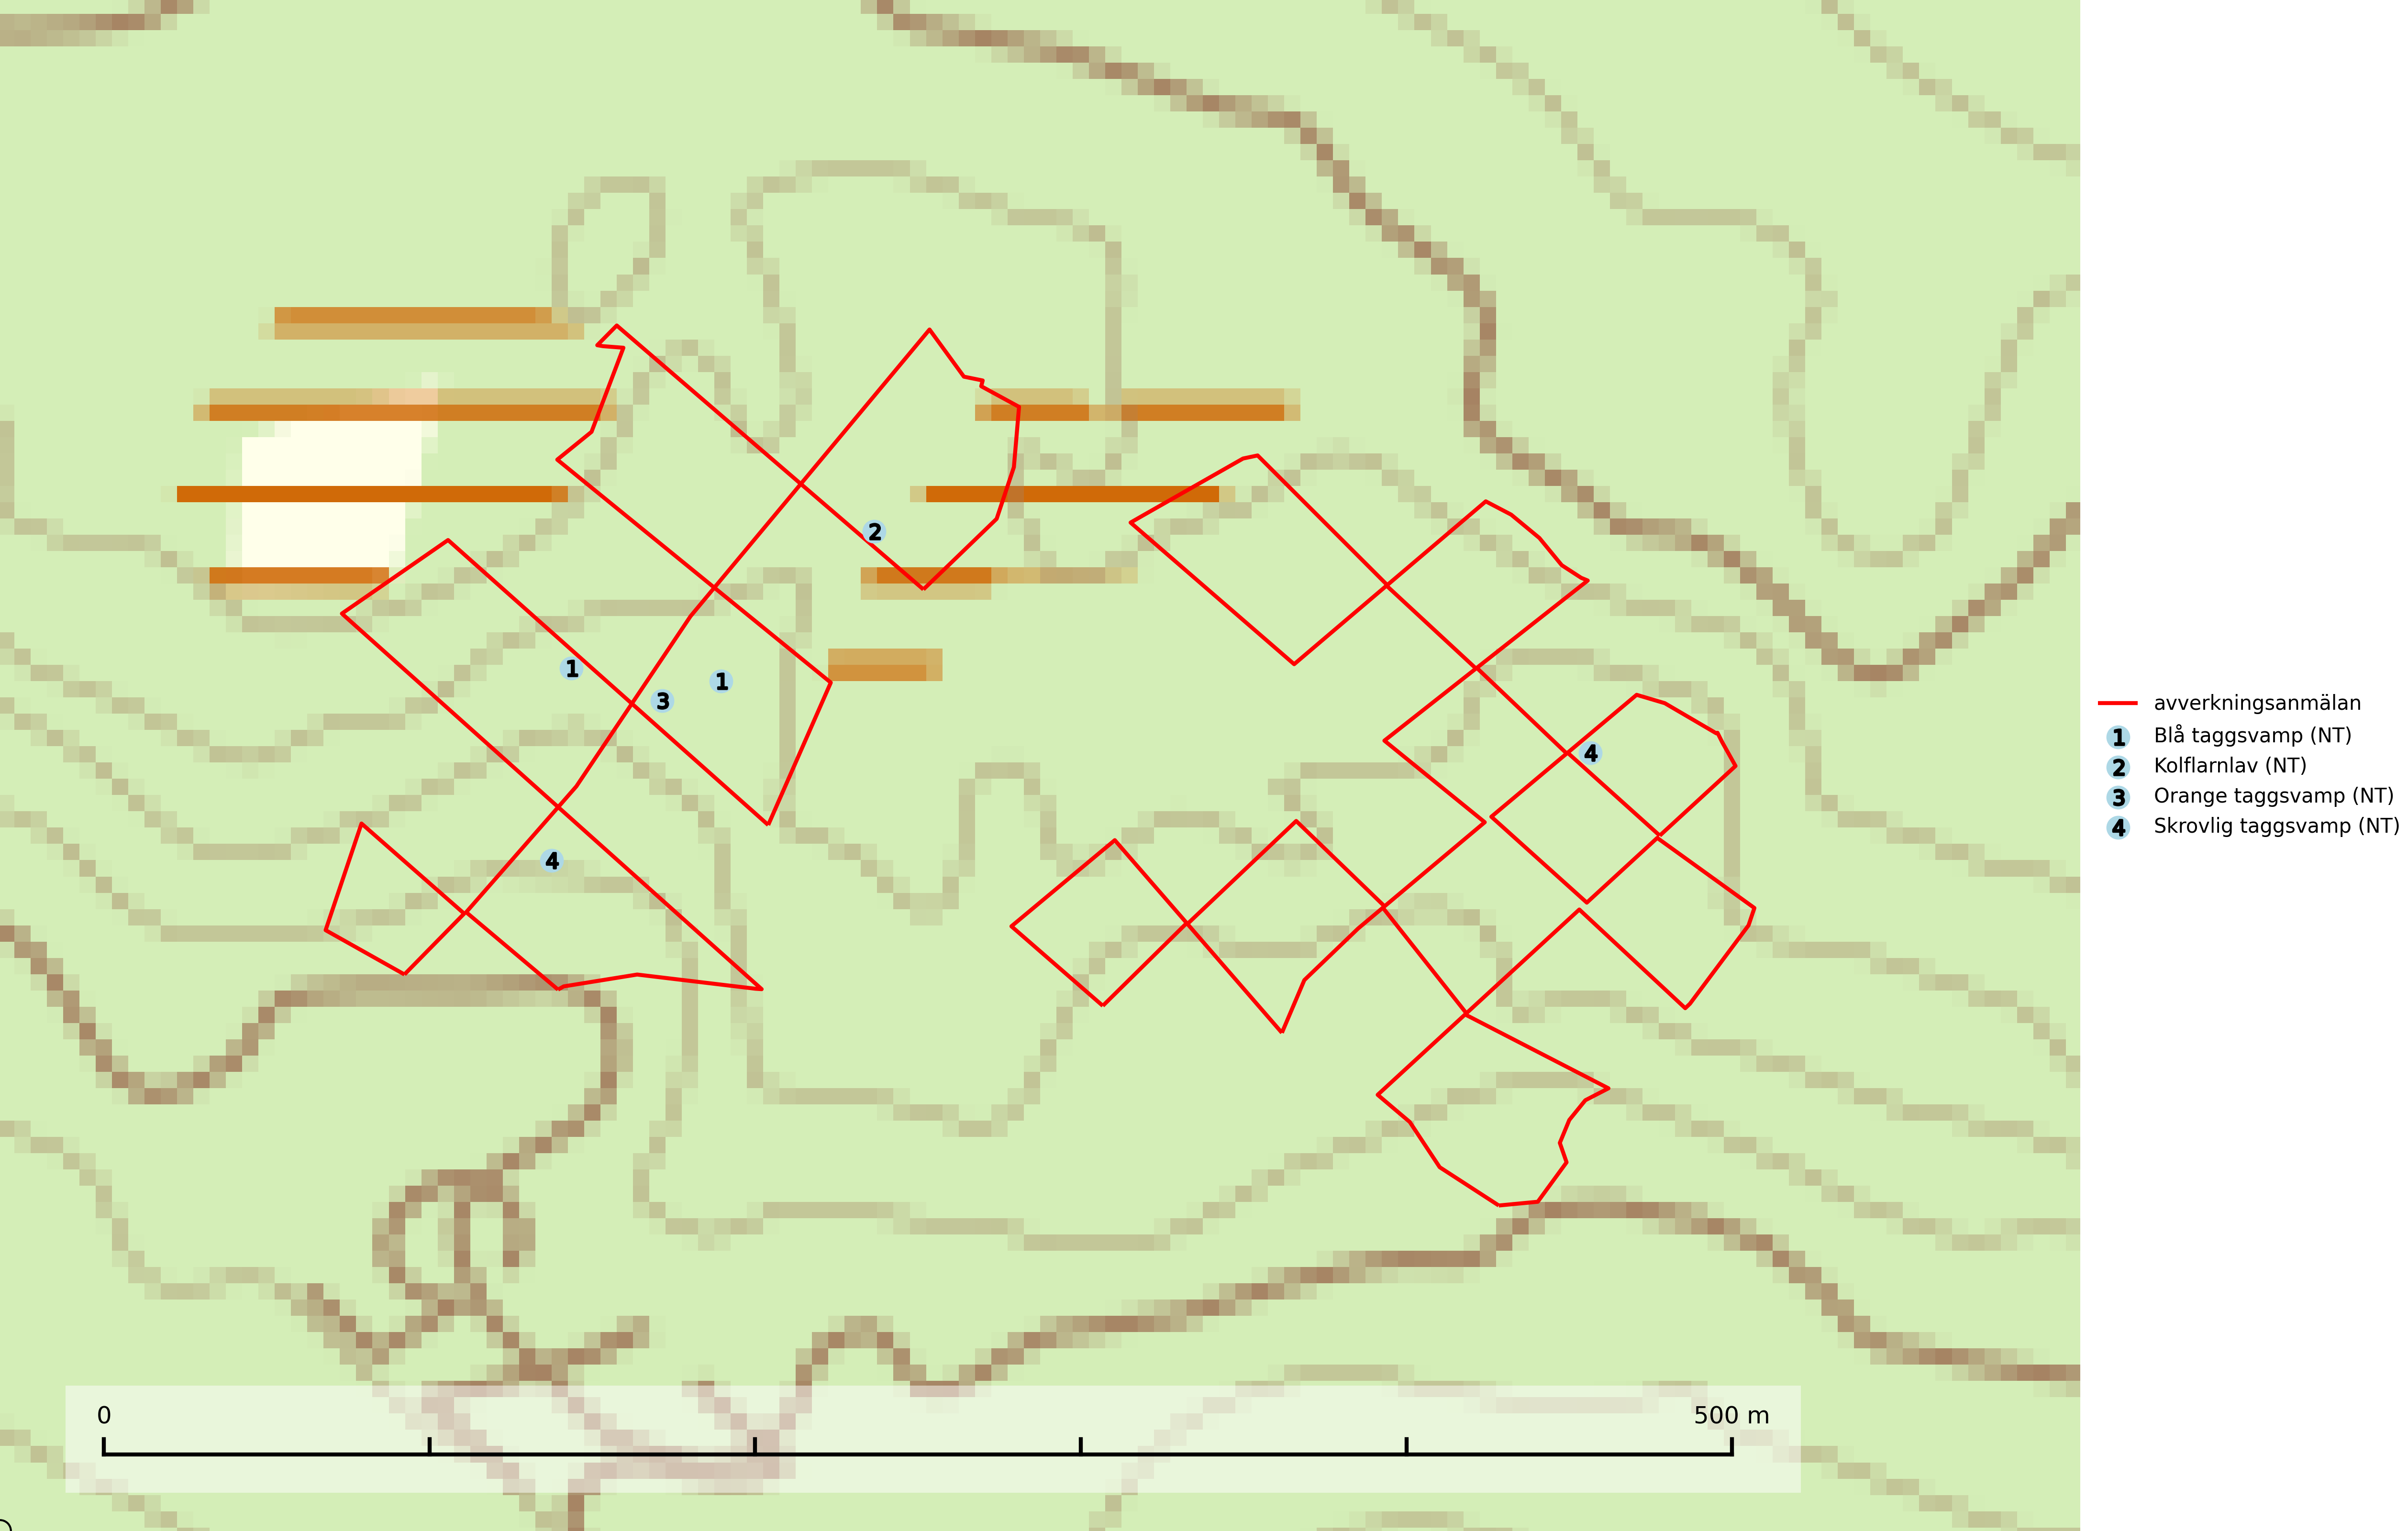 2
1
3
1
4
4
avverkningsanmälan
1 Blå taggsvamp (NT)
2 Kolflarnlav (NT)
3 Orange taggsvamp (NT)
4 Skrovlig taggsvamp (NT)
0 500 m